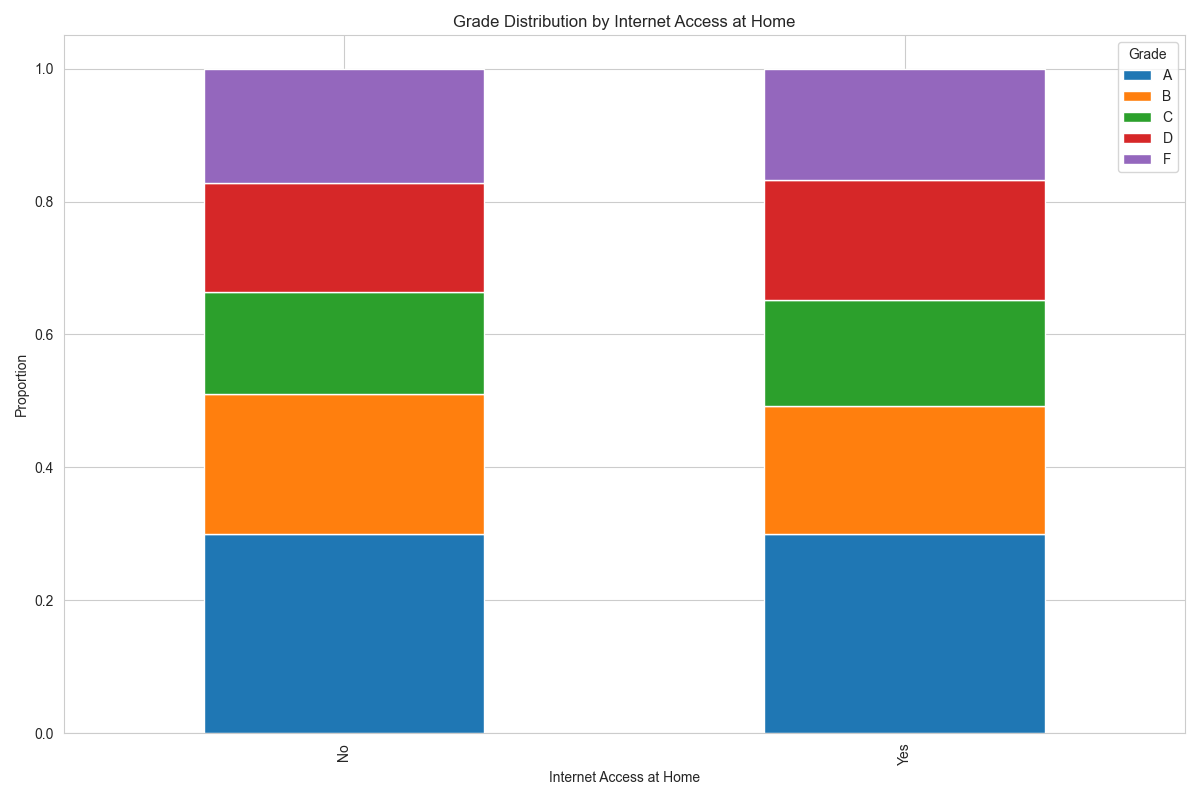 Grade Distribution by Internet Access at Home
Grade
A
B
C
D
F
1.0
0.8
0.6
0.4
0.2
0.0
Proportion
No
Yes
Internet Access at Home